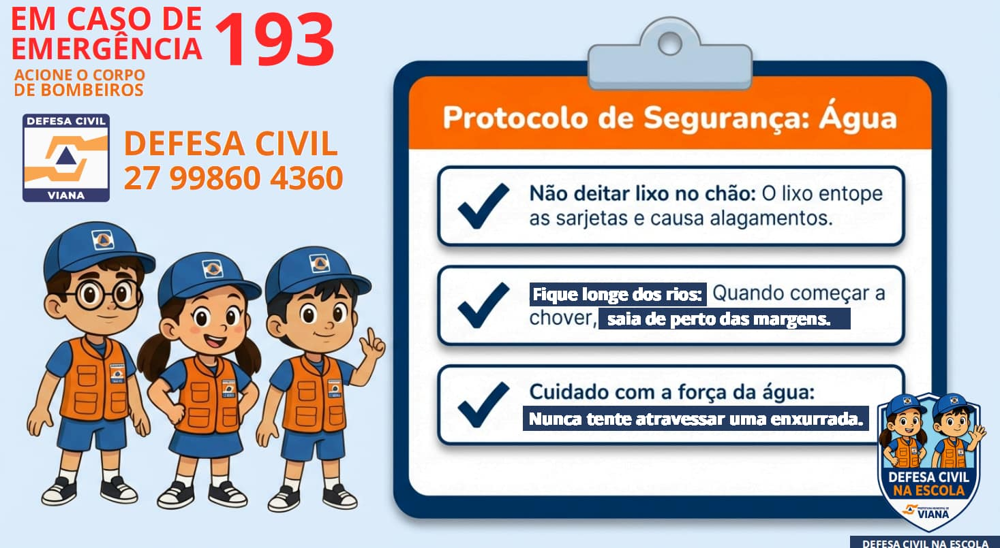 EM CASO DE
EMERGÊNCIA
193
ACIONE O CORPO
DE BOMBEIROS
DEFESA CIVIL
VIANA
DEFESA CIVIL
27 99860 4360
Protocolo de Segurança: Água
Não deitar lixo no chão: O lixo entope
as sarjetas e causa alagamentos.
Fique longe dos rios: Quando começar a
chover, saia de perto das margens.
Cuidado com a força da água:
Nunca tente atravessar uma enxurrada.
DEFESA CIVIL
NA ESCOLA
PREFEITURA MUNICIPAL DE
VIANA
DEFESA CIVIL NA ESCOLA